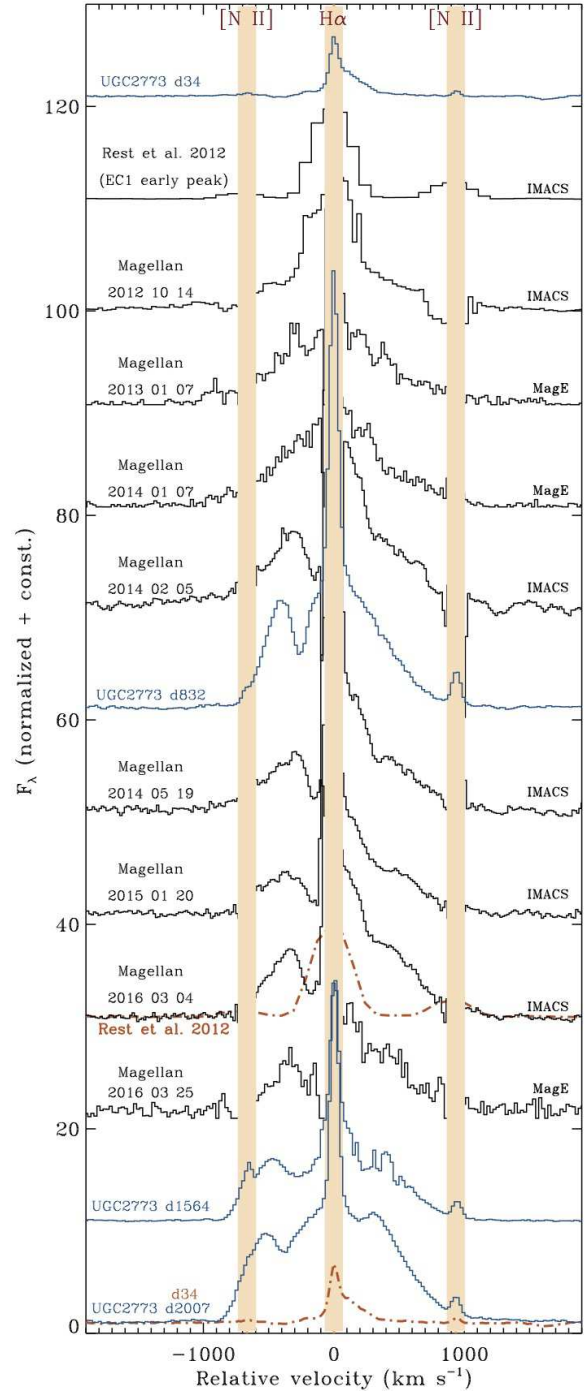 [N II] Hα [N II]
UGC2773 d34
120
Rest et al. 2012
(EC1 early peak)
IMACS
Magellan
2012 10 14
IMACS
100
Magellan
2013 01 07
MagE
Magellan
2014 01 07
MagE
80
Magellan
2014 02 05
IMACS
UGC2773 d832
60
Magellan
2014 05 19
IMACS
Magellan
2015 01 20
IMACS
40
Magellan
2016 03 04
IMACS
Rest et al. 2012
Magellan
2016 03 25
MagE
20
UGC2773 d1564
d34
UGC2773 d2007
0
Fλ (normalized + const.)
−1000 0 1000
Relative velocity (km s⁻¹)